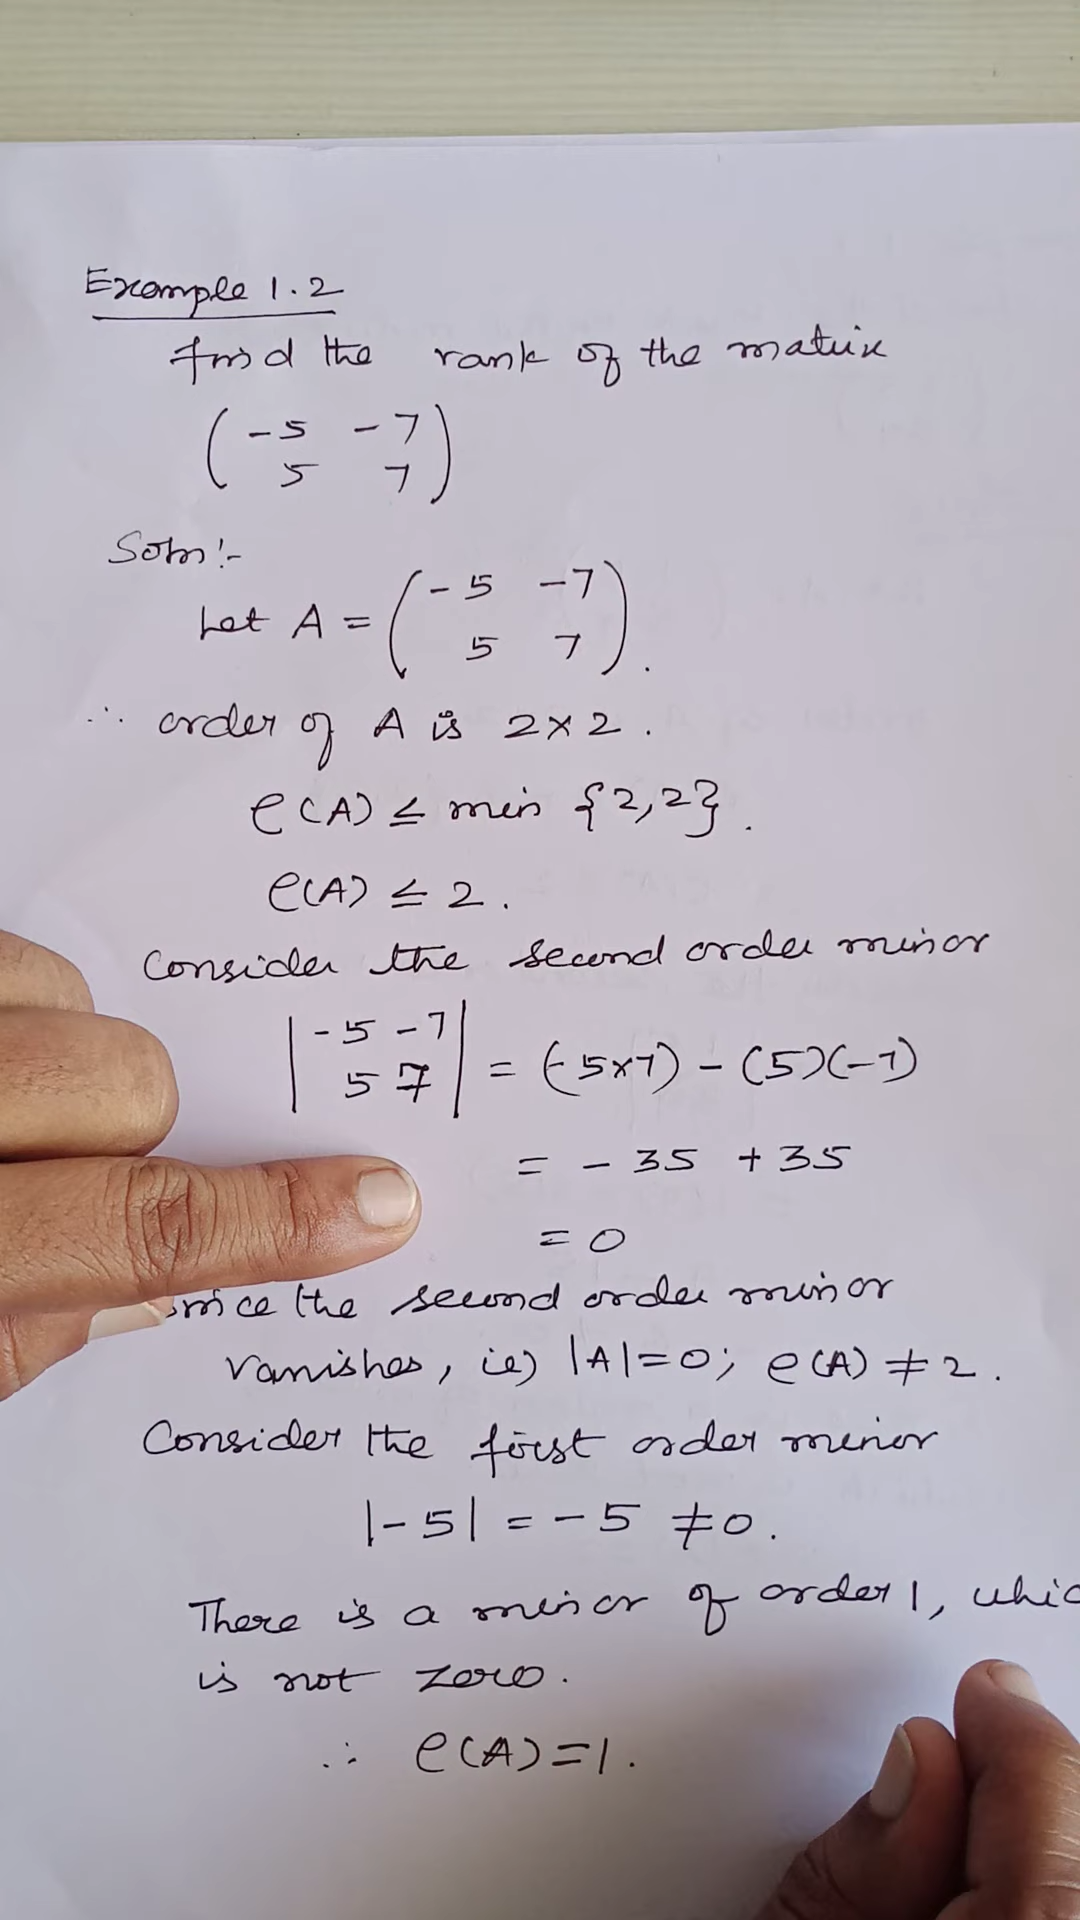 Example 1.2
Find the rank of the matrix
( -5 -7 )
( 5 7 )
Soln:-
Let A = ( -5 -7 )
( 5 7 ).
∴ order of A is 2×2.
ρ(A) ≤ min {2,2}.
ρ(A) ≤ 2.
Consider the second order minor
| -5 -7 |
| 5 7 | = (-5×7) - (5)(-7)
= - 35 + 35
= 0
Since the second order minor
vanishes, ie) |A|=0; ρ(A) ≠ 2.
Consider the first order minor
|-5| = -5 ≠ 0.
There is a minor of order 1, whic
is not zero.
∴ ρ(A)=1.